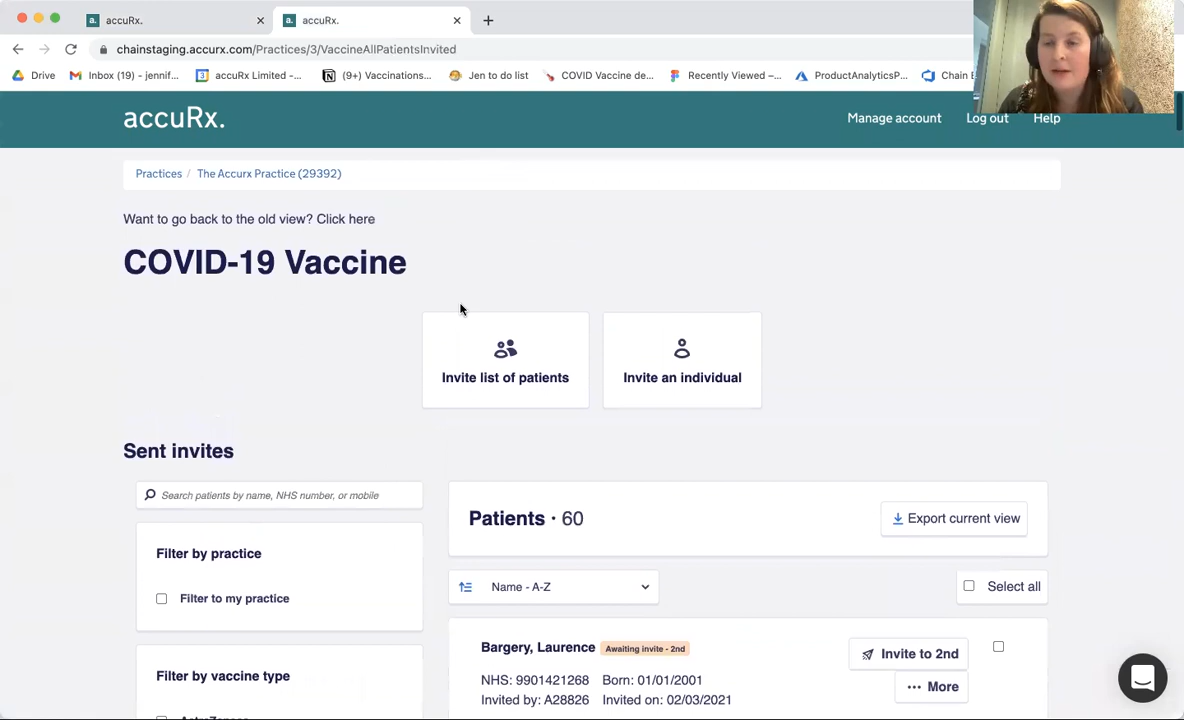 accuRx.
accuRx.
chainstaging.accurx.com/Practices/3/VaccineAllPatientsInvited
Drive
Inbox (19) - jennif...
accuRx Limited -...
(9+) Vaccinations...
Jen to do list
COVID Vaccine de...
Recently Viewed –...
ProductAnalyticsP...
accuRx.
Manage account
Log out
Help
Practices / The Accurx Practice (29392)
Want to go back to the old view? Click here
COVID-19 Vaccine
Invite list of patients
Invite an individual
Sent invites
Search patients by name, NHS number, or mobile
Filter by practice
Filter to my practice
Filter by vaccine type
Patients · 60
Export current view
Name - A-Z
Select all
Bargery, Laurence Awaiting invite - 2nd
NHS: 9901421268 Born: 01/01/2001
Invited by: A28826 Invited on: 02/03/2021
Invite to 2nd
··· More